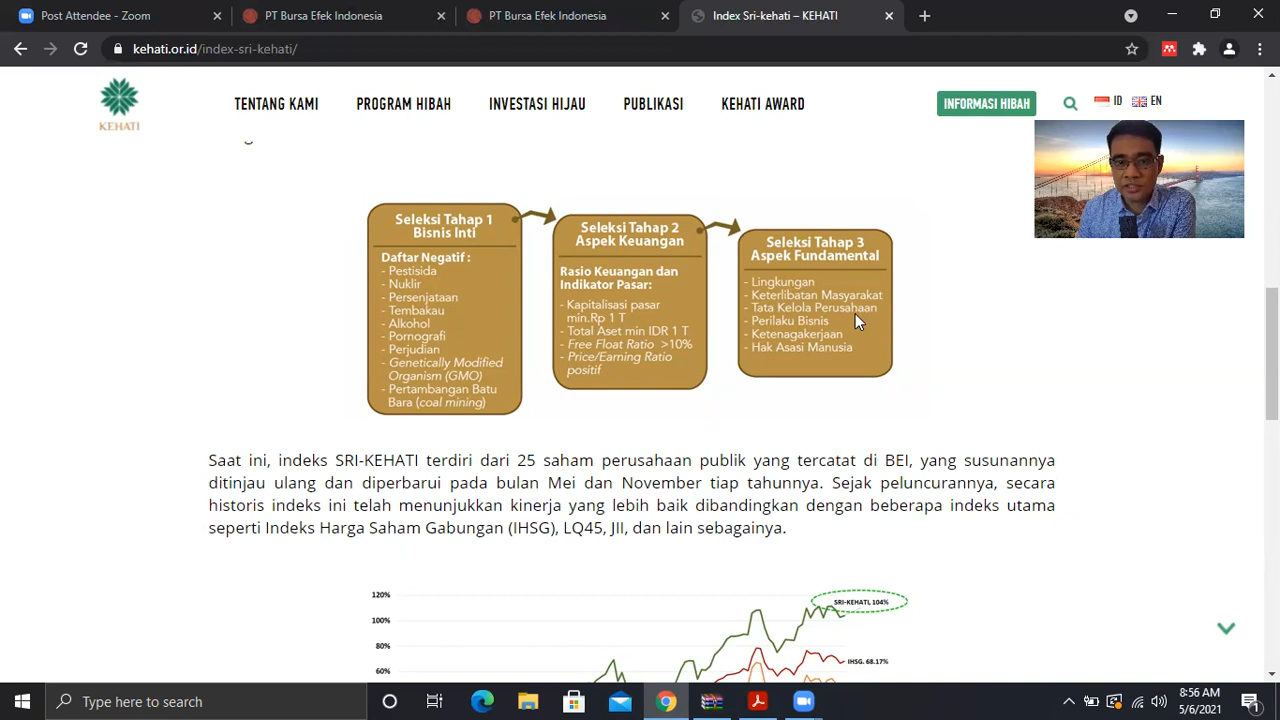 Post Attendee - Zoom
PT Bursa Efek Indonesia
PT Bursa Efek Indonesia
Index Sri-kehati – KEHATI
kehati.or.id/index-sri-kehati/
KEHATI
TENTANG KAMI
PROGRAM HIBAH
INVESTASI HIJAU
PUBLIKASI
KEHATI AWARD
INFORMASI HIBAH
ID
EN
Seleksi Tahap 1
Bisnis Inti
Daftar Negatif :
- Pestisida
- Nuklir
- Persenjataan
- Tembakau
- Alkohol
- Pornografi
- Perjudian
- Genetically Modified
Organism (GMO)
- Pertambangan Batu
Bara (coal mining)
Seleksi Tahap 2
Aspek Keuangan
Rasio Keuangan dan
Indikator Pasar:
- Kapitalisasi pasar
min.Rp 1 T
- Total Aset min IDR 1 T
- Free Float Ratio >10%
- Price/Earning Ratio
positif
Seleksi Tahap 3
Aspek Fundamental
- Lingkungan
- Keterlibatan Masyarakat
- Tata Kelola Perusahaan
- Perilaku Bisnis
- Ketenagakerjaan
- Hak Asasi Manusia
Saat ini, indeks SRI-KEHATI terdiri dari 25 saham perusahaan publik yang tercatat di BEI, yang susunannya
ditinjau ulang dan diperbarui pada bulan Mei dan November tiap tahunnya. Sejak peluncurannya, secara
historis indeks ini telah menunjukkan kinerja yang lebih baik dibandingkan dengan beberapa indeks utama
seperti Indeks Harga Saham Gabungan (IHSG), LQ45, JII, dan lain sebagainya.
120%
100%
80%
60%
SRI-KEHATI, 104%
IHSG. 68.17%
Type here to search
8:56 AM
5/6/2021
1